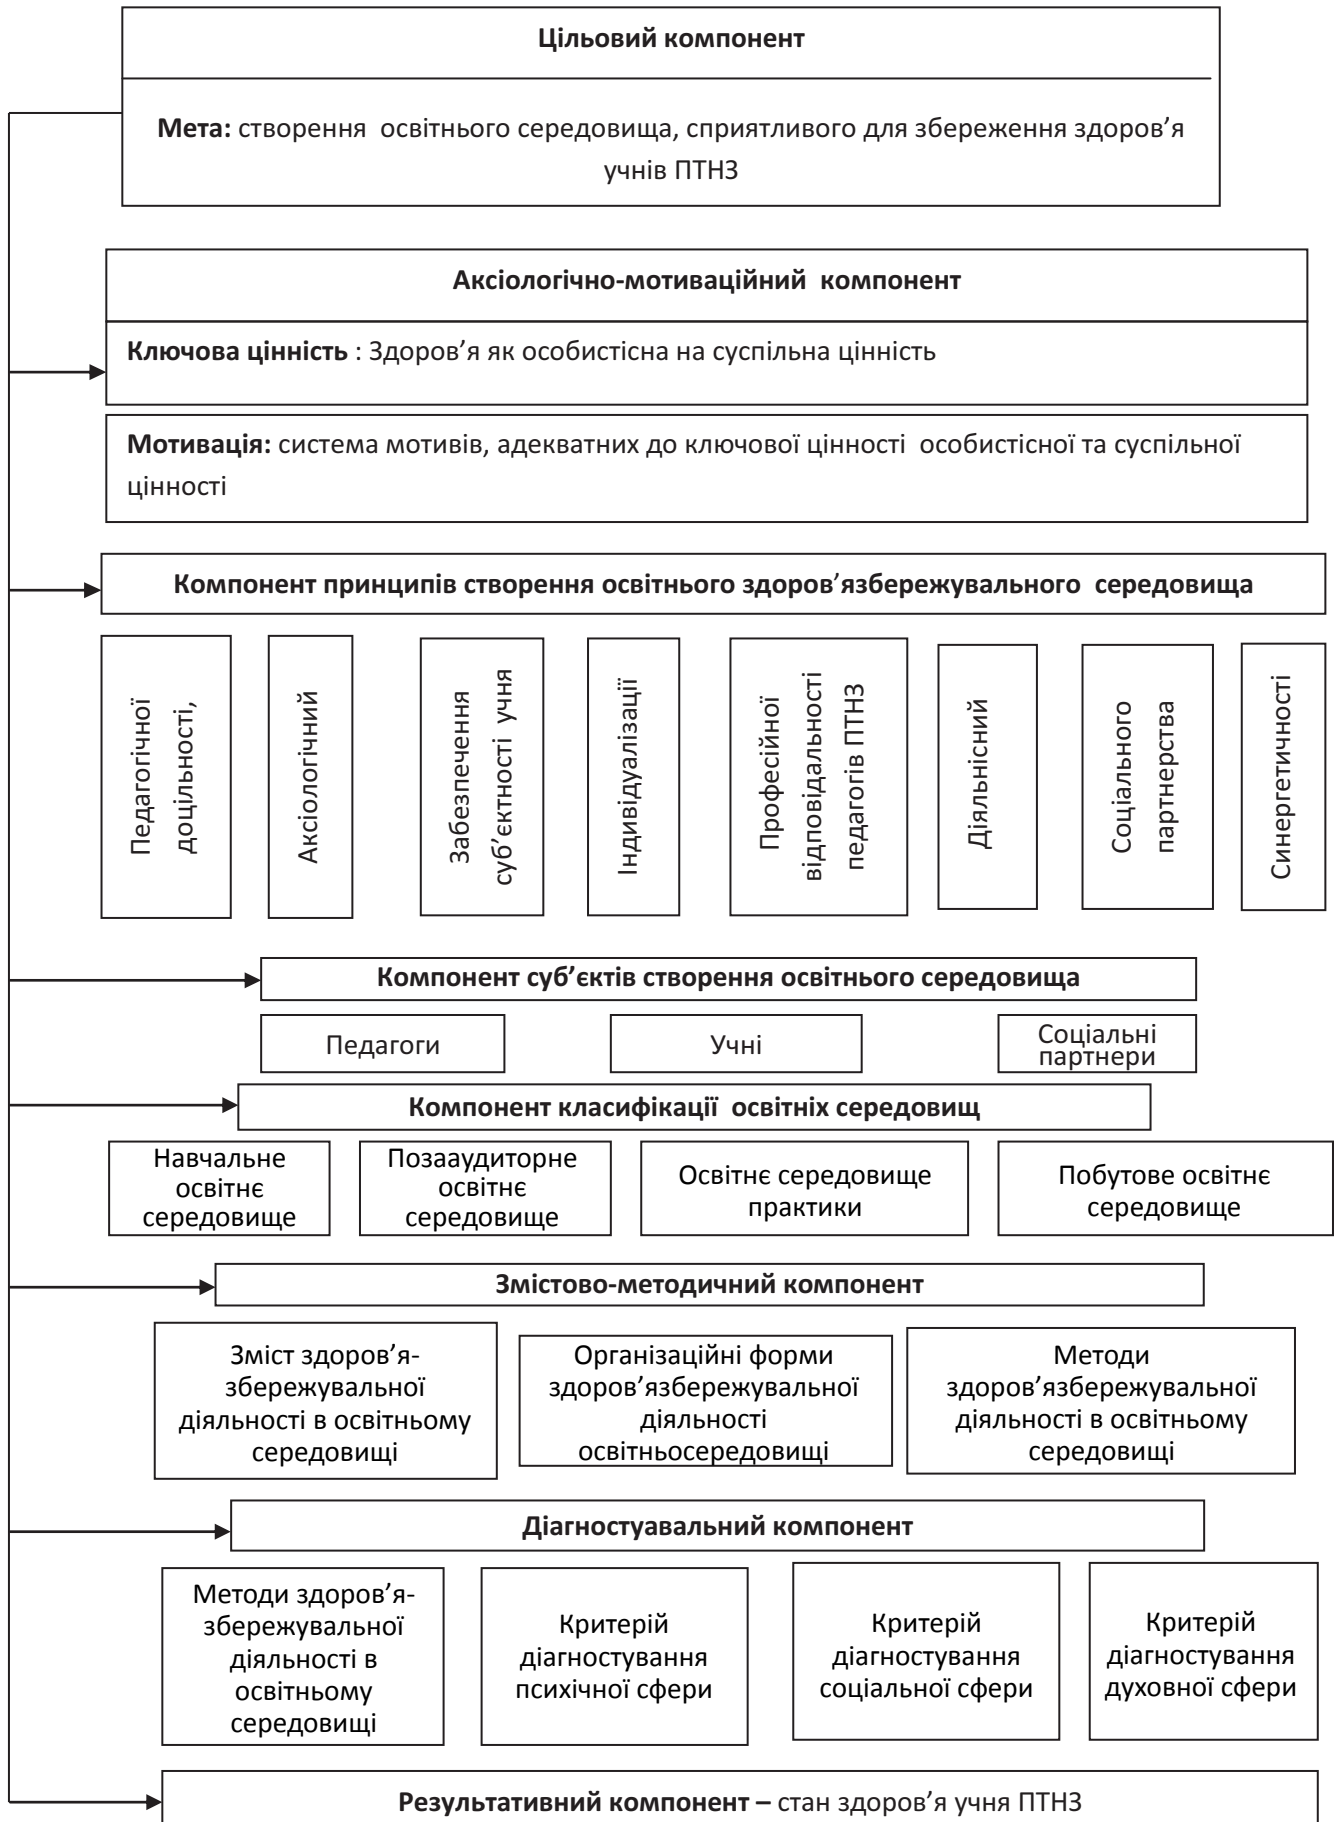 Цільовий компонент
Мета: створення освітнього середовища, сприятливого для збереження здоров’я
учнів ПТНЗ
Аксіологічно-мотиваційний компонент
Ключова цінність : Здоров’я як особистісна на суспільна цінність
Мотивація: система мотивів, адекватних до ключової цінності особистісної та суспільної
цінності
Компонент принципів створення освітнього здоров’язбережувального середовища
Педагогічної
доцільності,
Аксіологічний
Забезпечення
суб’єктності учня
Індивідуалізації
Професійної
відповідальності
педагогів ПТНЗ
Діяльнісний
Соціального
партнерства
Синергетичності
Компонент суб’єктів створення освітнього середовища
Педагоги
Учні
Соціальні
партнери
Компонент класифікації освітніх середовищ
Навчальне
освітнє
середовище
Позааудиторне
освітнє
середовище
Освітнє середовище
практики
Побутове освітнє
середовище
Змістово-методичний компонент
Зміст здоров’я-
збережувальної
діяльності в освітньому
середовищі
Організаційні форми
здоров’язбережувальної
діяльності
освітньосередовищі
Методи
здоров’язбережувальної
діяльності в освітньому
середовищі
Діагностуавальний компонент
Методи здоров’я-
збережувальної
діяльності в
освітньому
середовищі
Критерій
діагностування
психічної сфери
Критерій
діагностування
соціальної сфери
Критерій
діагностування
духовної сфери
Результативний компонент – стан здоров’я учня ПТНЗ